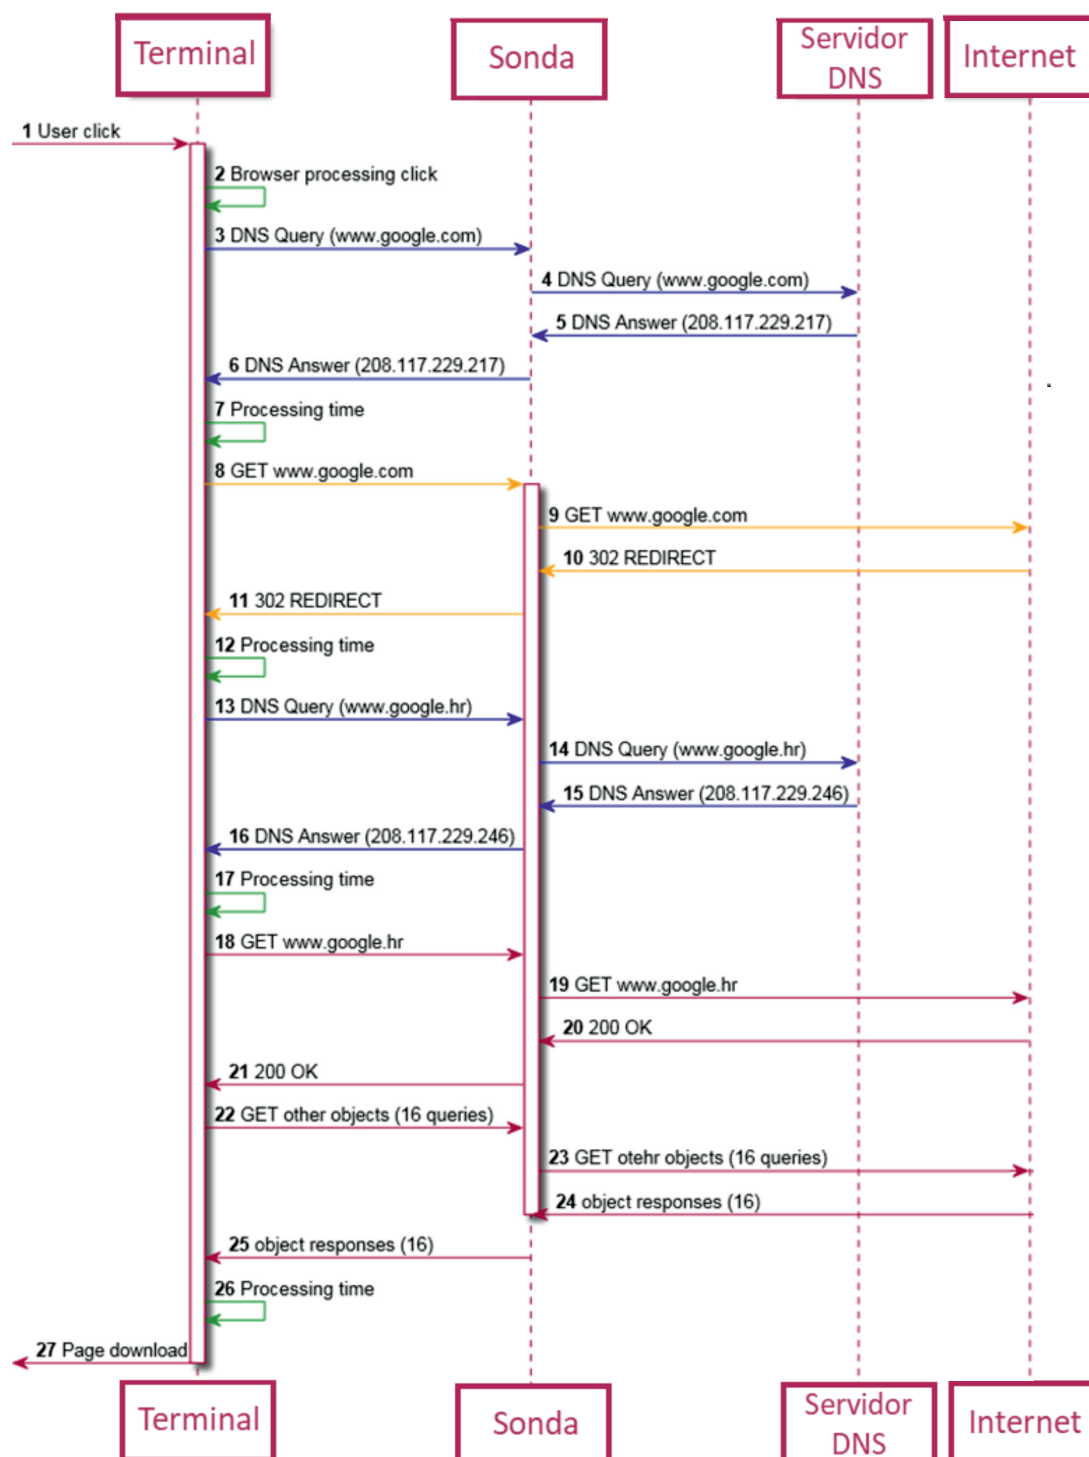 Terminal
Sonda
Servidor
DNS
Internet
1 User click
2 Browser processing click
3 DNS Query (www.google.com)
4 DNS Query (www.google.com)
5 DNS Answer (208.117.229.217)
6 DNS Answer (208.117.229.217)
7 Processing time
8 GET www.google.com
9 GET www.google.com
10 302 REDIRECT
11 302 REDIRECT
12 Processing time
13 DNS Query (www.google.hr)
14 DNS Query (www.google.hr)
15 DNS Answer (208.117.229.246)
16 DNS Answer (208.117.229.246)
17 Processing time
18 GET www.google.hr
19 GET www.google.hr
20 200 OK
21 200 OK
22 GET other objects (16 queries)
23 GET otehr objects (16 queries)
24 object responses (16)
25 object responses (16)
26 Processing time
27 Page download
Terminal
Sonda
Servidor
DNS
Internet